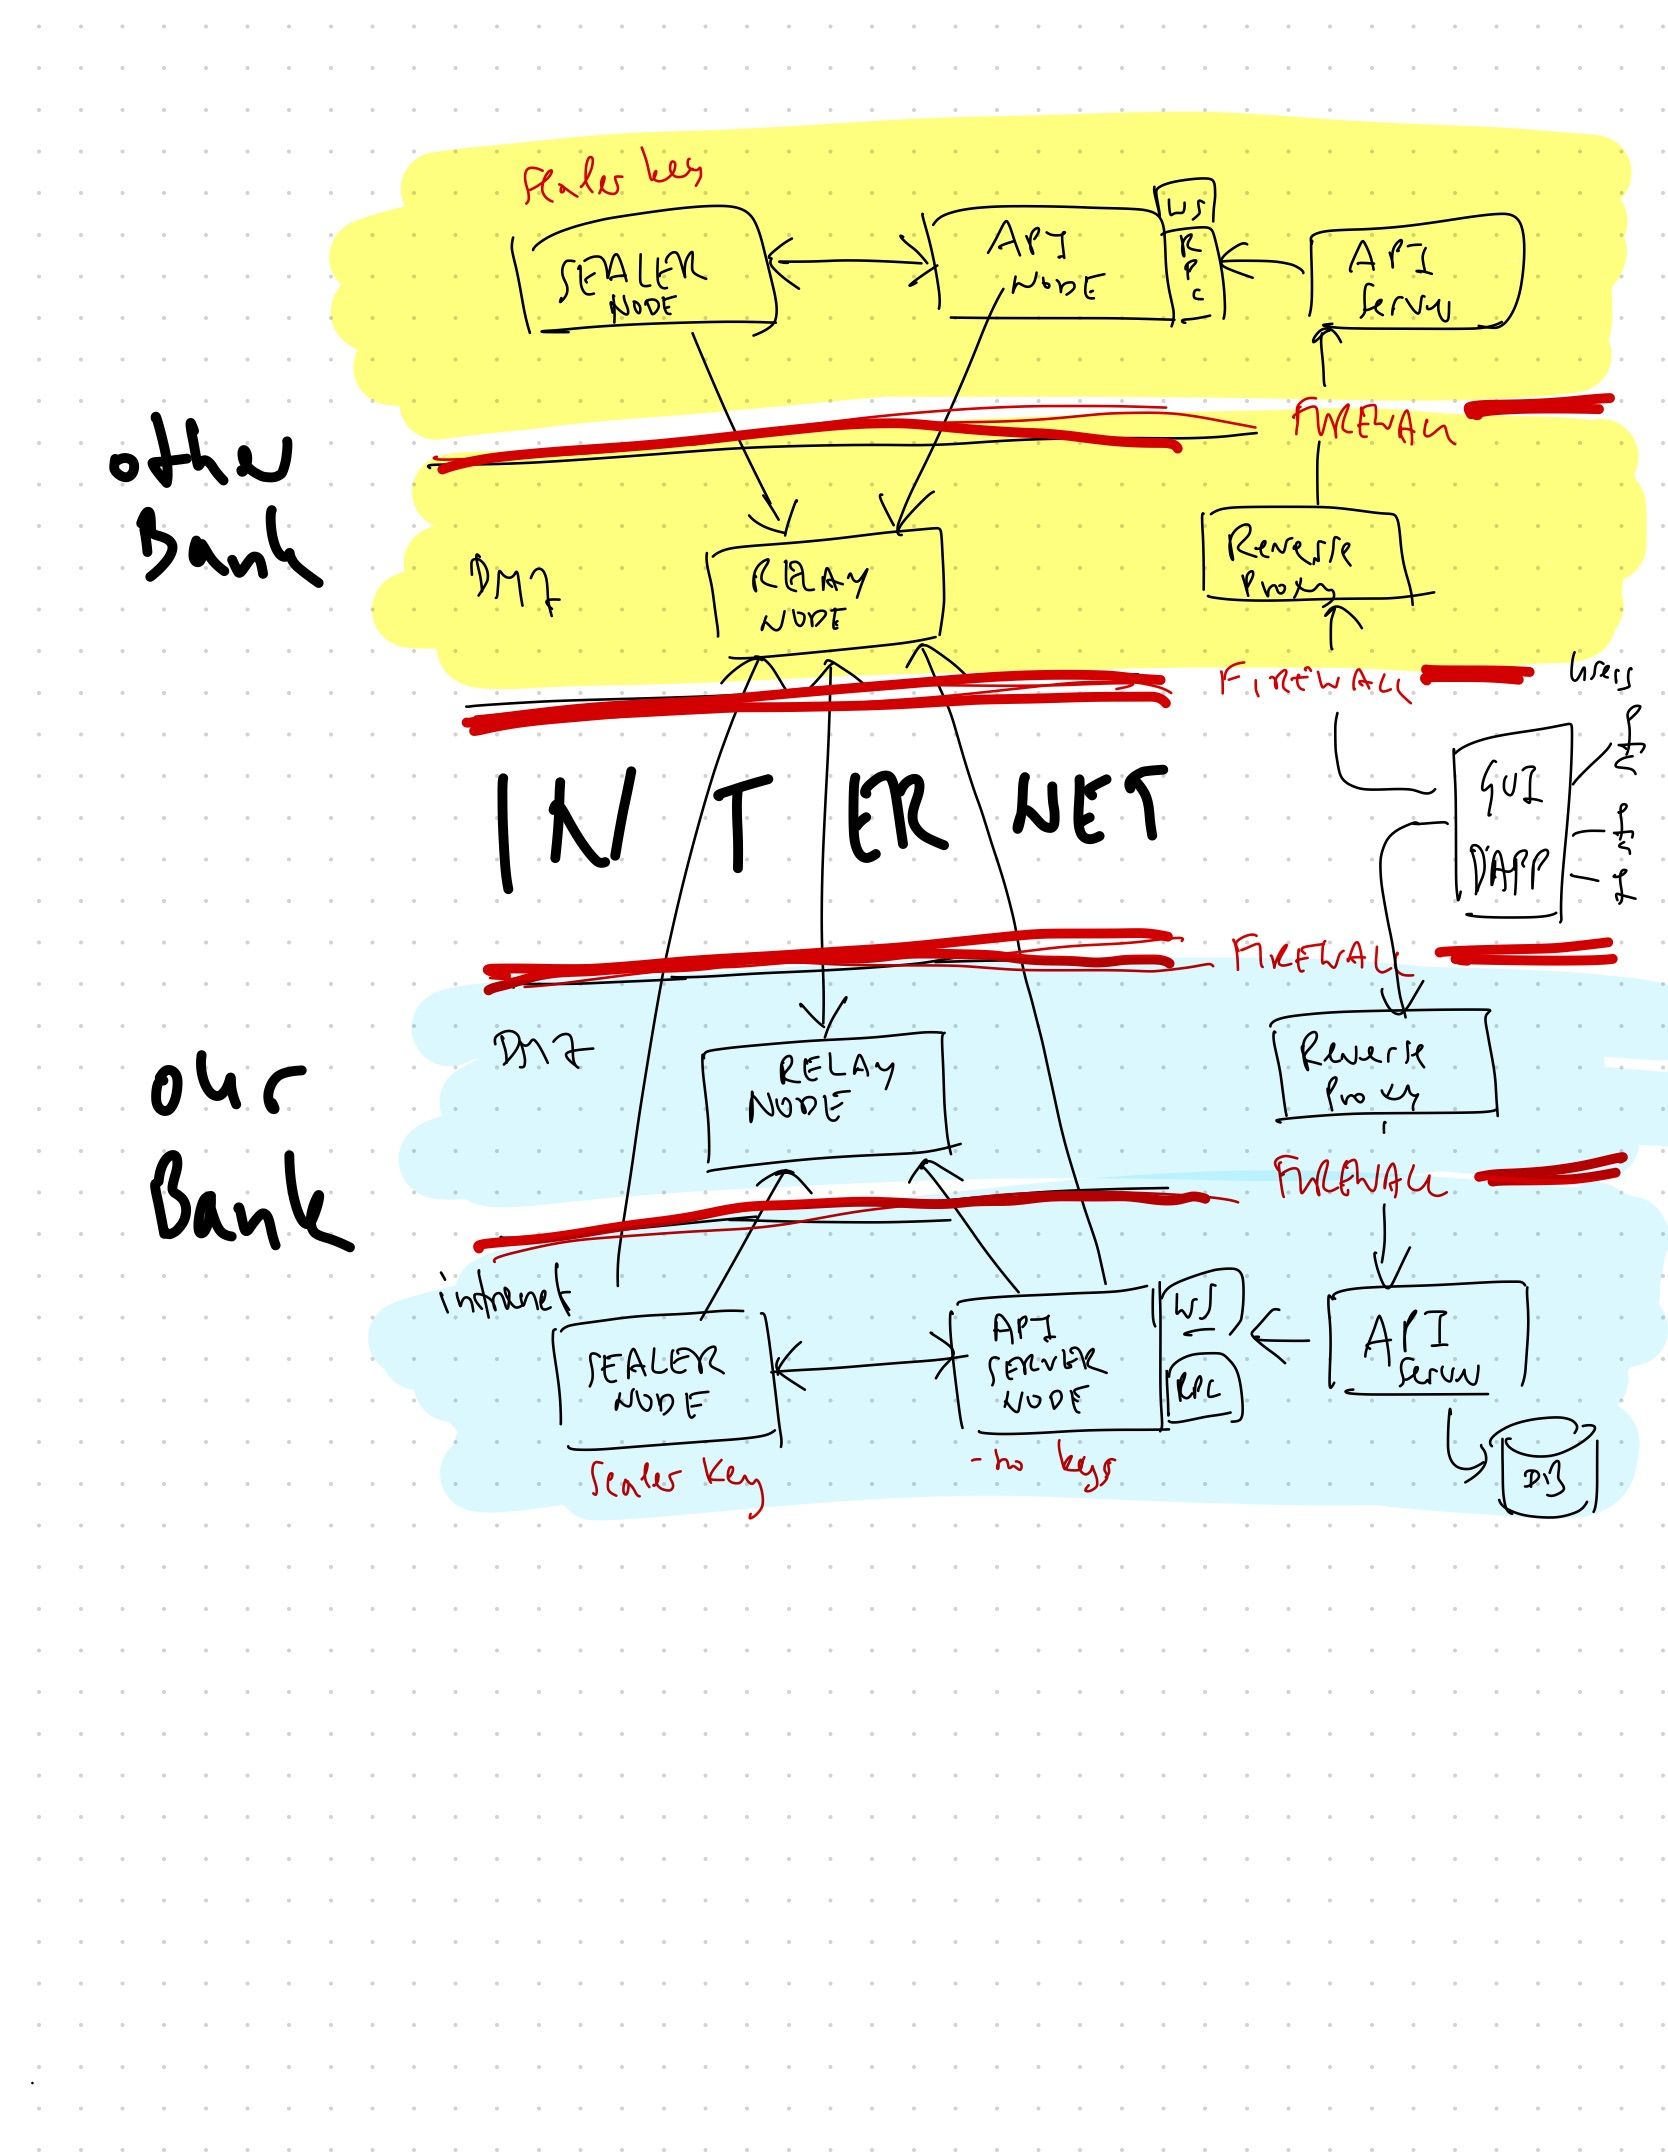 Sealer key
WS
SEALER
NODE
API
NODE
R
P
C
API
Server
FIREWALL
other
Bank
DMZ
RELAY
NODE
Reverse
Proxy
FIREWALL
Users
INTERNET
GUI
DAPP
FIREWALL
DMZ
RELAY
NODE
Reverse
Proxy
our
Bank
FIREWALL
intranet
SEALER
NODE
API
SERVER
NODE
WS
RPC
API
Server
Sealer Key
- no keys
DB